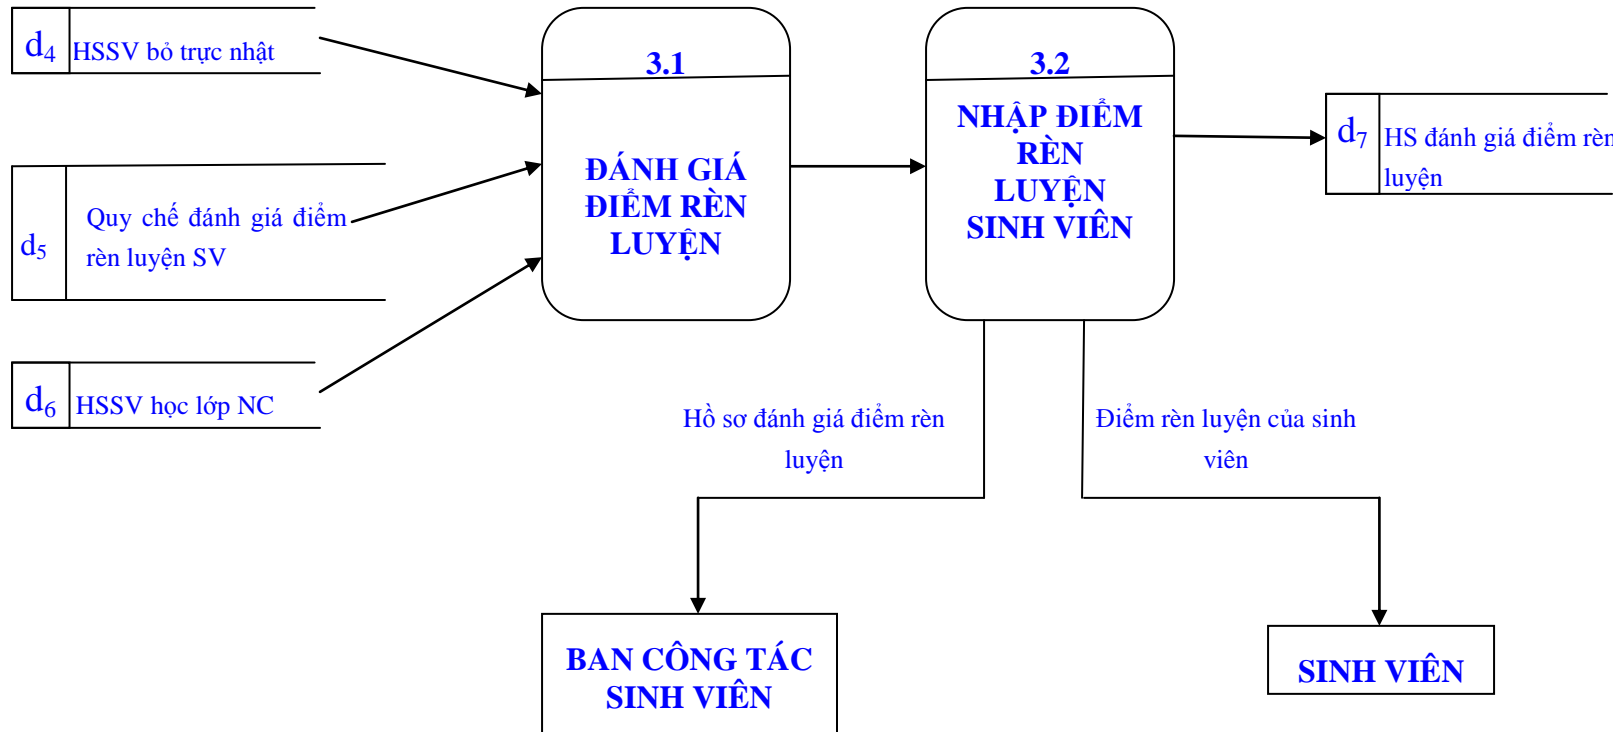 d₄ HSSV bỏ trực nhật
3.1
ĐÁNH GIÁ
ĐIỂM RÈN
LUYỆN
3.2
NHẬP ĐIỂM
RÈN
LUYỆN
SINH VIÊN
d₇ HS đánh giá điểm rèn
luyện
Quy chế đánh giá điểm
d₅ rèn luyện SV
d₆ HSSV học lớp NC
Hồ sơ đánh giá điểm rèn
luyện
Điểm rèn luyện của sinh
viên
BAN CÔNG TÁC
SINH VIÊN
SINH VIÊN